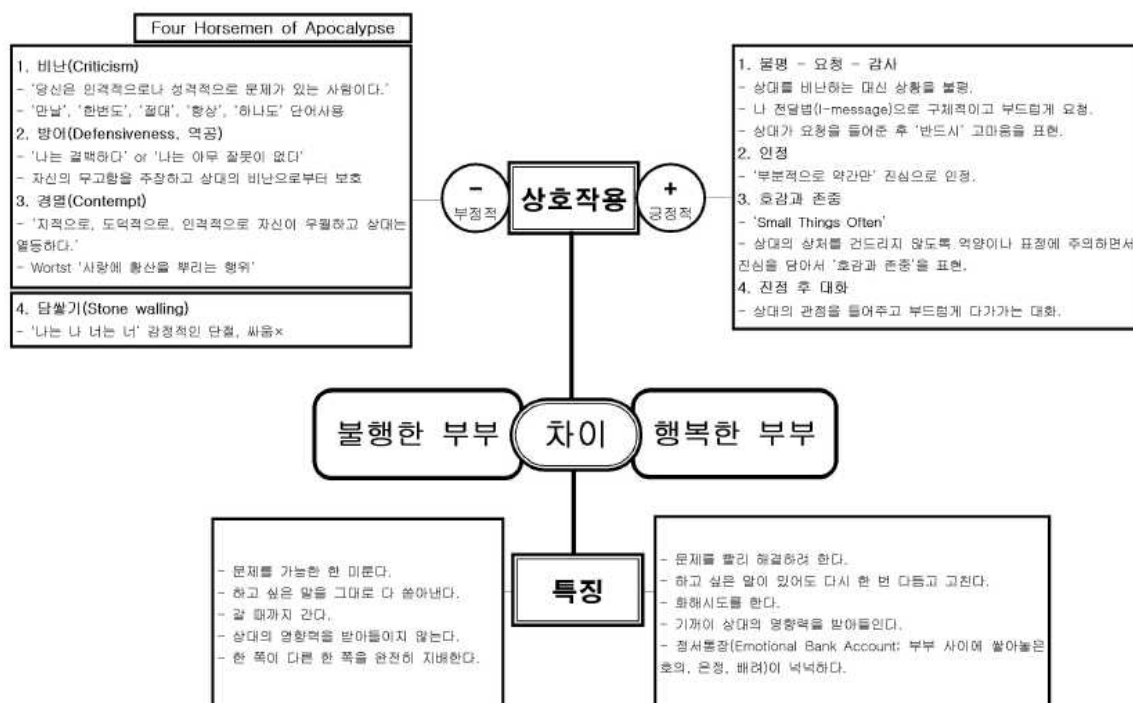 Four Horsemen of Apocalypse
1. 비난(Criticism)
- '당신은 인격적으로나 성격적으로 문제가 있는 사람이다.'
- '만날', '한번도', '절대', '항상', '하나도' 단어사용
2. 방어(Defensiveness, 역공)
- '나는 결백하다' or '나는 아무 잘못이 없다'
- 자신의 무고함을 주장하고 상대의 비난으로부터 보호
3. 경멸(Contempt)
- '지적으로, 도덕적으로, 인격적으로 자신이 우월하고 상대는
열등하다.'
- Wortst '사랑에 황산을 뿌리는 행위'
4. 담쌓기(Stone walling)
- '나는 나 너는 너' 감정적인 단절, 싸움×
−
부정적
상호작용
+
긍정적
1. 불평 - 요청 - 감사
- 상대를 비난하는 대신 상황을 불평.
- 나 전달법(I-message)으로 구체적이고 부드럽게 요청.
- 상대가 요청을 들어준 후 '반드시' 고마움을 표현.
2. 인정
- '부분적으로 약간만' 진심으로 인정.
3. 호감과 존중
- 'Small Things Often'
- 상대의 상처를 건드리지 않도록 억양이나 표정에 주의하면서
진심을 담아서 '호감과 존중'을 표현.
4. 진정 후 대화
- 상대의 관점을 들어주고 부드럽게 다가가는 대화.
불행한 부부
차이
행복한 부부
- 문제를 가능한 한 미룬다.
- 하고 싶은 말을 그대로 다 쏟아낸다.
- 갈 때까지 간다.
- 상대의 영향력을 받아들이지 않는다.
- 한 쪽이 다른 한 쪽을 완전히 지배한다.
특징
- 문제를 빨리 해결하려 한다.
- 하고 싶은 말이 있어도 다시 한 번 다듬고 고친다.
- 화해시도를 한다.
- 기꺼이 상대의 영향력을 받아들인다.
- 정서통장(Emotional Bank Account; 부부 사이에 쌓아놓은
호의, 온정, 배려)이 넉넉하다.